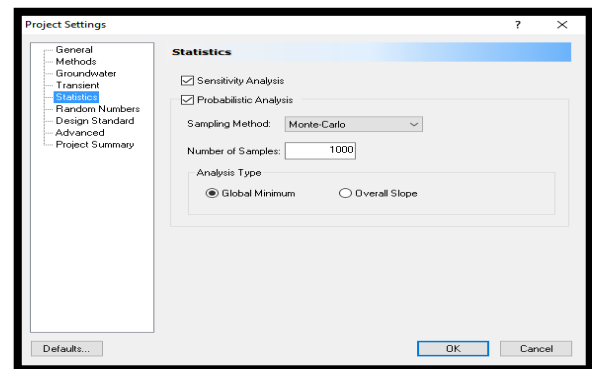 Project Settings
?
General
Methods
Groundwater
Transient
Statistics
Random Numbers
Design Standard
Advanced
Project Summary
Statistics
Sensitivity Analysis
Probabilistic Analysis
Sampling Method: Monte-Carlo
Number of Samples: 1000
Analysis Type
Global Minimum Overall Slope
Defaults... OK Cancel